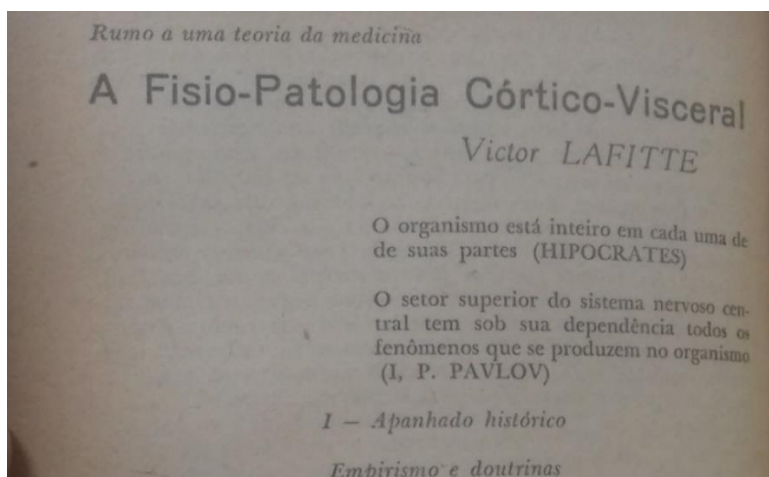 Rumo a uma teoria da medicina
A Fisio-Patologia Córtico-Visceral
Victor LAFITTE
O organismo está inteiro em cada uma de
de suas partes (HIPOCRATES)
O setor superior do sistema nervoso cen-
tral tem sob sua dependência todos os
fenômenos que se produzem no organismo
(I, P. PAVLOV)
I — Apanhado histórico
Empirismo e doutrinas